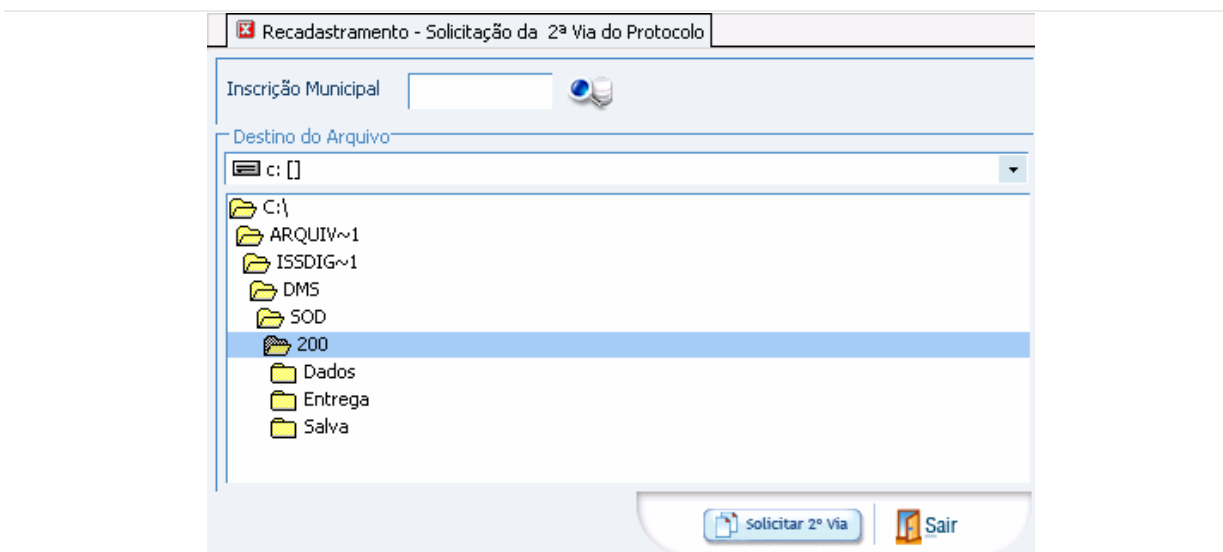 Recadastramento - Solicitação da 2ª Via do Protocolo
Inscrição Municipal
Destino do Arquivo
c: []
C:\
ARQUIV~1
ISSDIG~1
DMS
SOD
200
Dados
Entrega
Salva
Solicitar 2º Via Sair